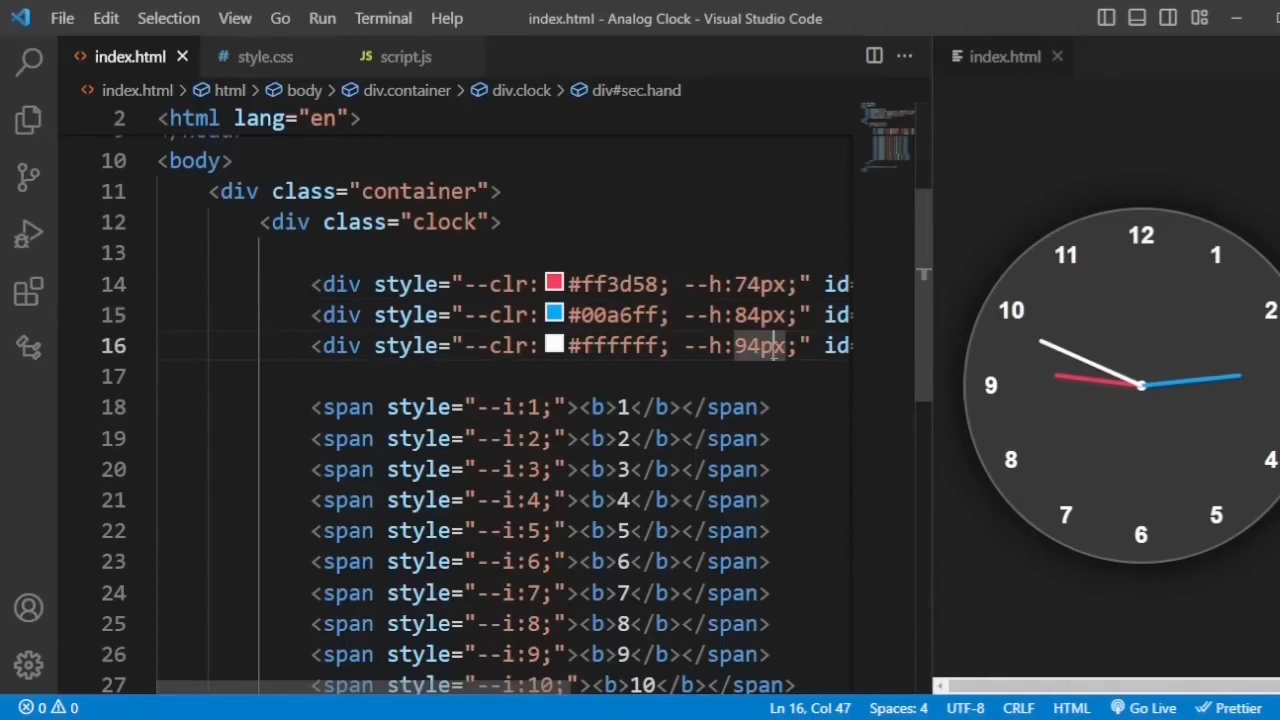 File Edit Selection View Go Run Terminal Help index.html - Analog Clock - Visual Studio Code
index.html style.css JS script.js index.html
index.html > html > body > div.container > div.clock > div#sec.hand
2 <html lang="en">
10 <body>
11 <div class="container">
12 <div class="clock">
13
14 <div style="--clr:#ff3d58; --h:74px;" id=
15 <div style="--clr:#00a6ff; --h:84px;" id=
16 <div style="--clr:#ffffff; --h:94px;" id=
17
18 <span style="--i:1;"><b>1</b></span>
19 <span style="--i:2;"><b>2</b></span>
20 <span style="--i:3;"><b>3</b></span>
21 <span style="--i:4;"><b>4</b></span>
22 <span style="--i:5;"><b>5</b></span>
23 <span style="--i:6;"><b>6</b></span>
24 <span style="--i:7;"><b>7</b></span>
25 <span style="--i:8;"><b>8</b></span>
26 <span style="--i:9;"><b>9</b></span>
27 <span style="--i:10;"><b>10</b></span>
12
11 1
10 2
9
8 4
7 5
6
0 0 Ln 16, Col 47 Spaces: 4 UTF-8 CRLF HTML Go Live Prettier